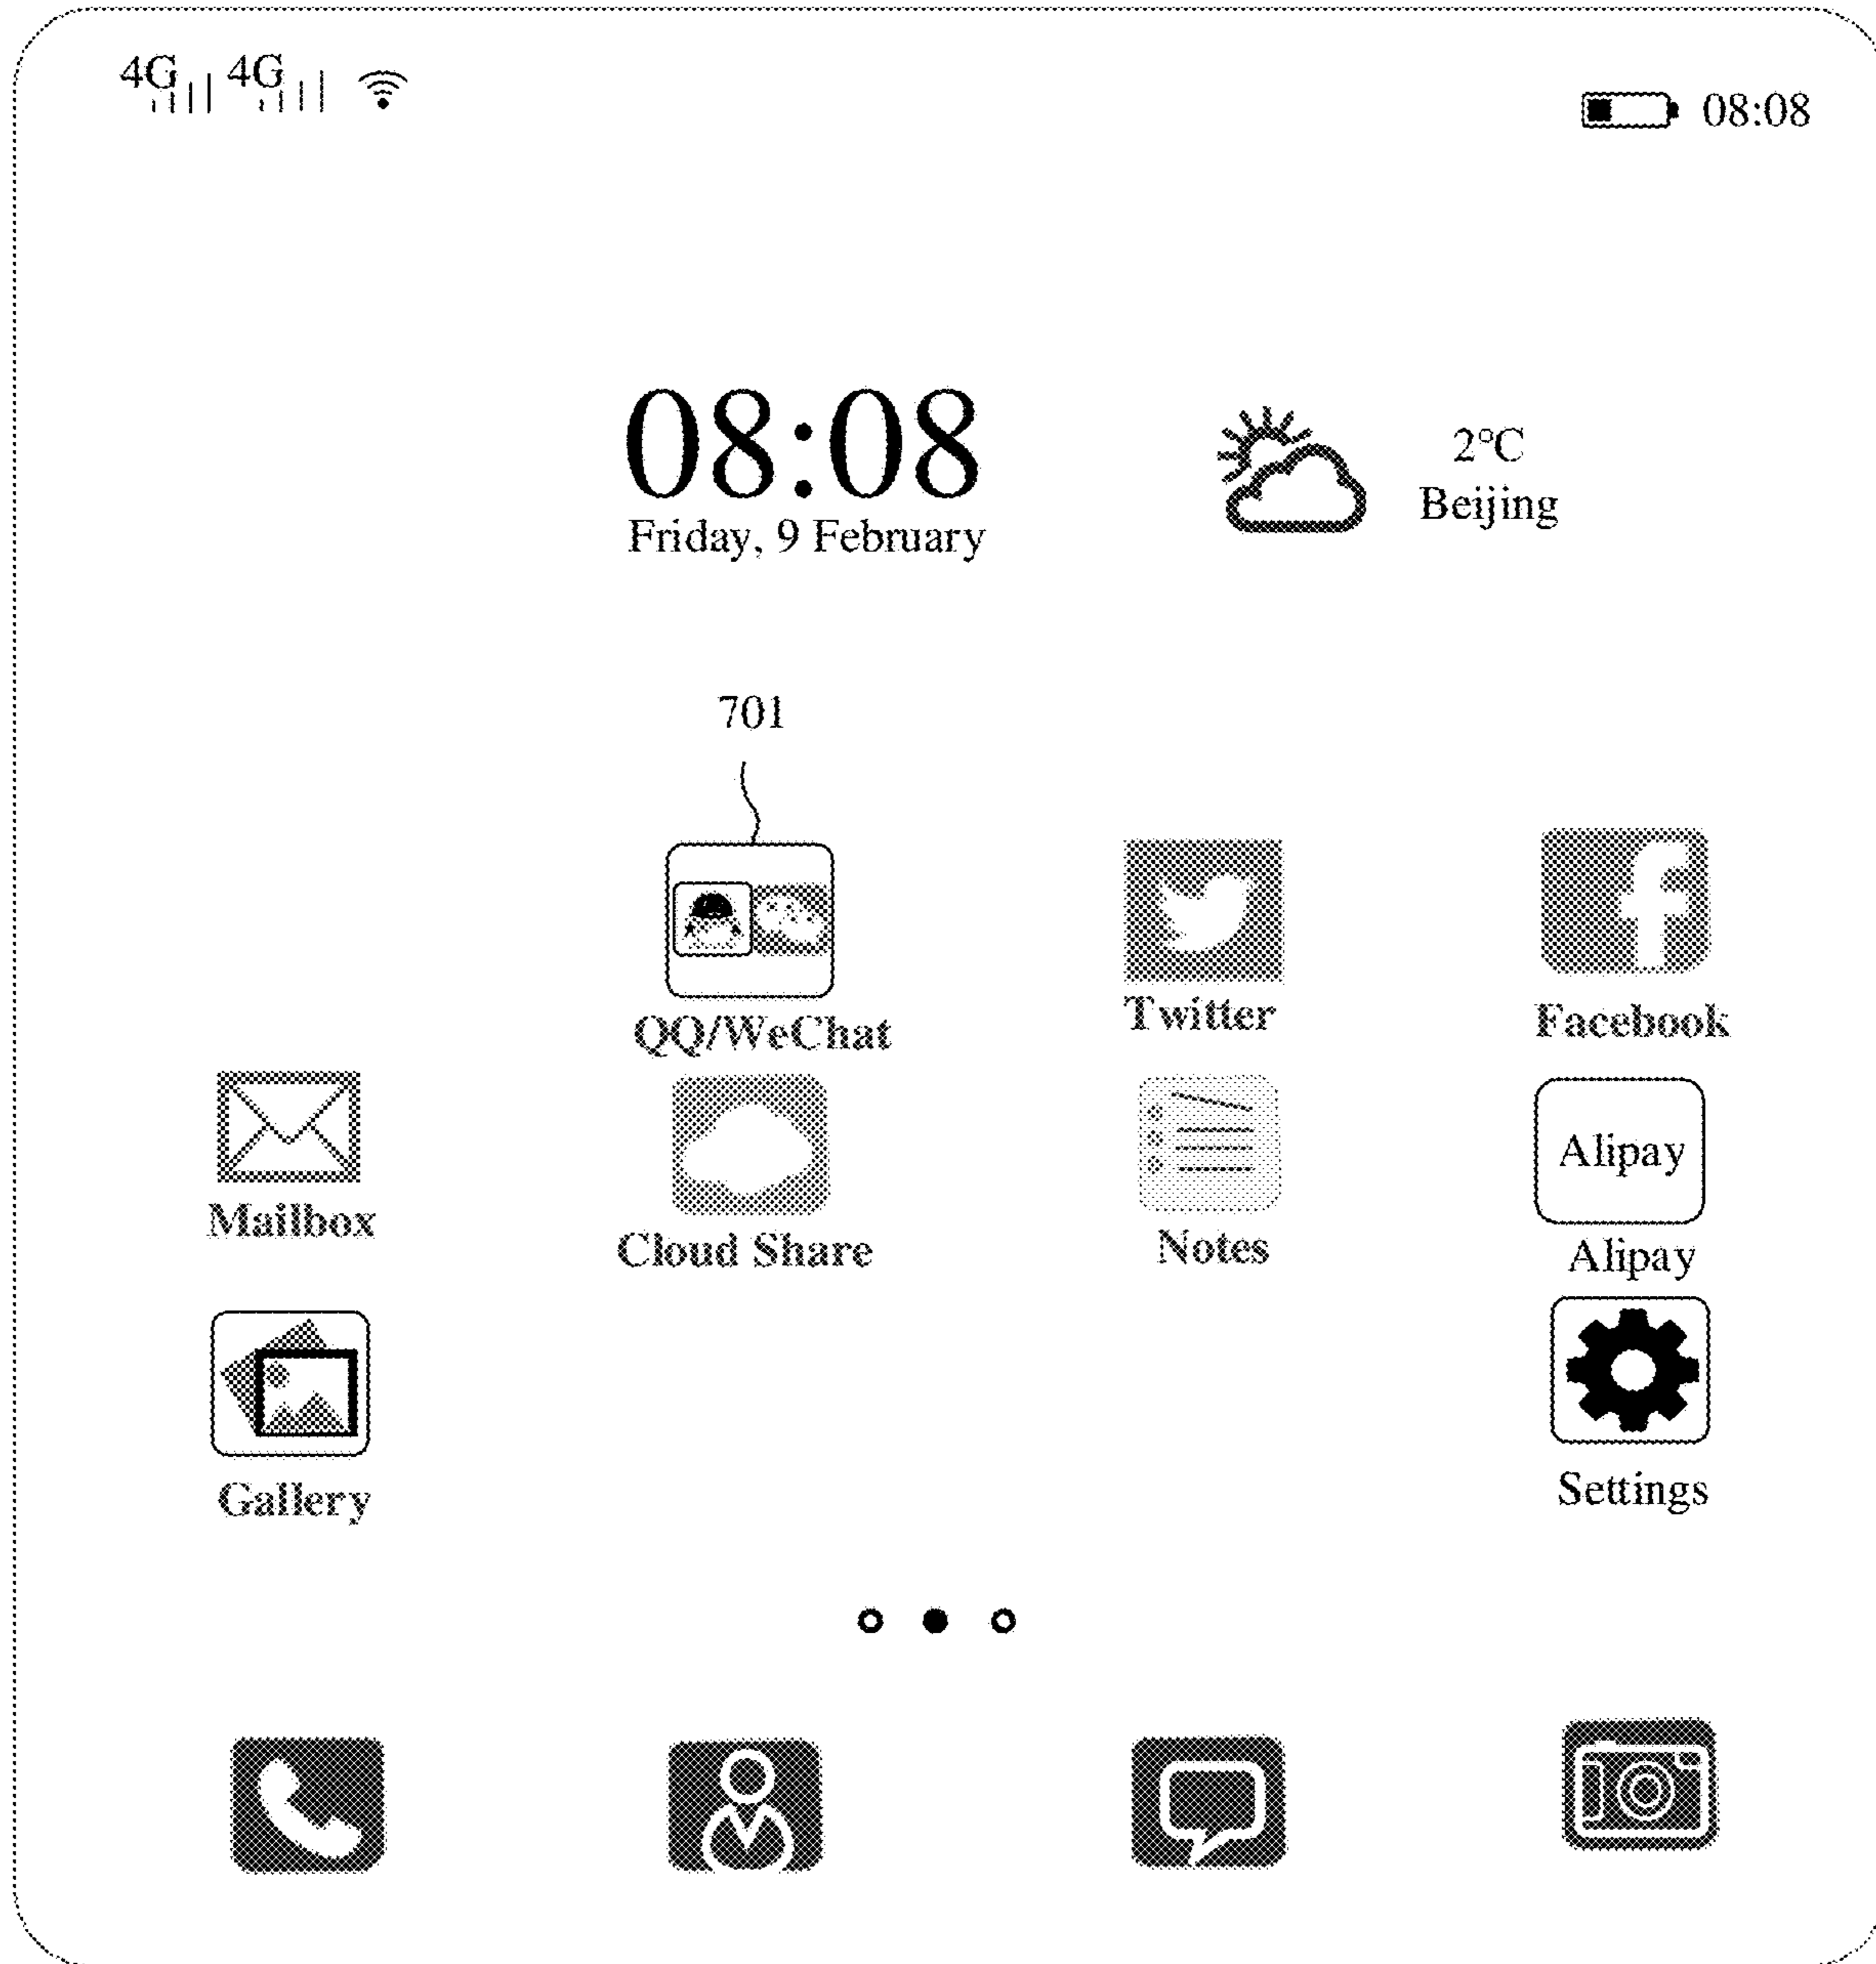 4G 4G 08:08
08:08
Friday, 9 February
2°C
Beijing
701
QQ/WeChat
Twitter
Facebook
Alipay
Mailbox
Cloud Share
Notes
Alipay
Gallery
Settings